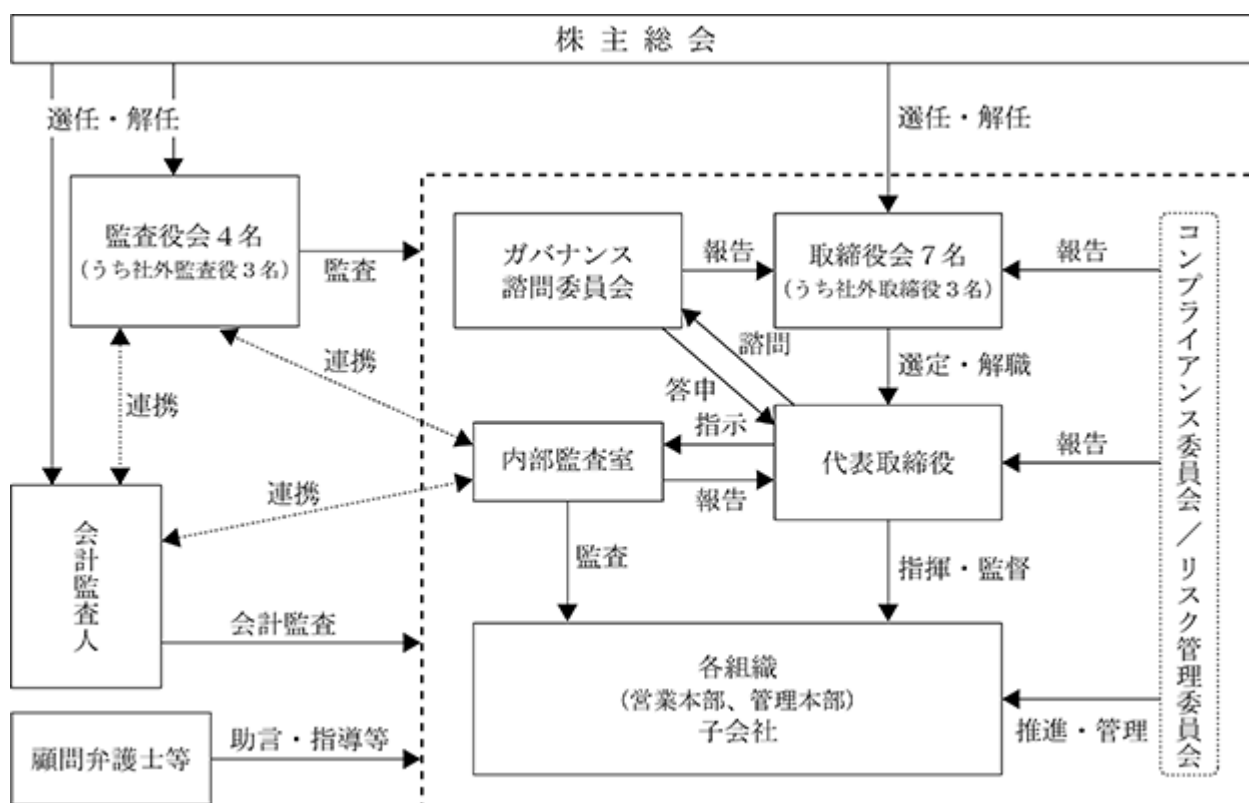 株主総会
選任・解任
選任・解任
監査役会4名
(うち社外監査役3名)
監査
ガバナンス
諮問委員会
報告
取締役会7名
(うち社外取締役3名)
報告
コンプライアンス委員会/リスク管理委員会
連携
連携
諮問
答申
選定・解職
指示
内部監査室
報告
代表取締役
報告
連携
会計監査人
監査
指揮・監督
会計監査
各組織
(営業本部、管理本部)
子会社
推進・管理
顧問弁護士等
助言・指導等